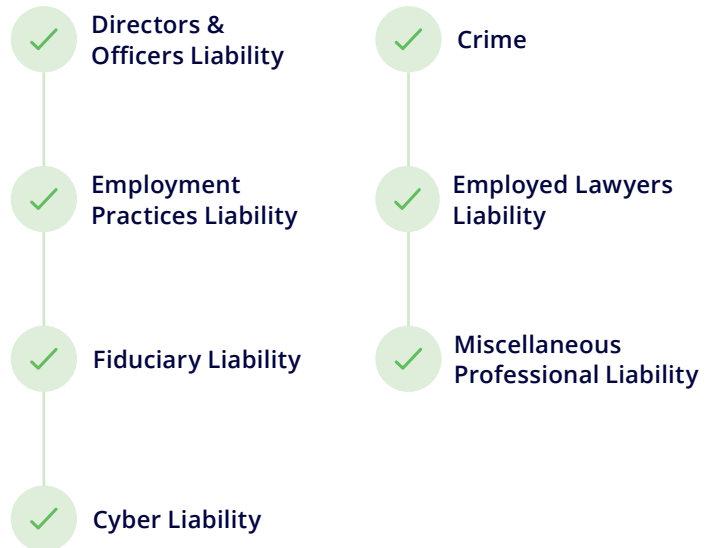 Directors &
Officers Liability
Employment
Practices Liability
Fiduciary Liability
Cyber Liability
Crime
Employed Lawyers
Liability
Miscellaneous
Professional Liability